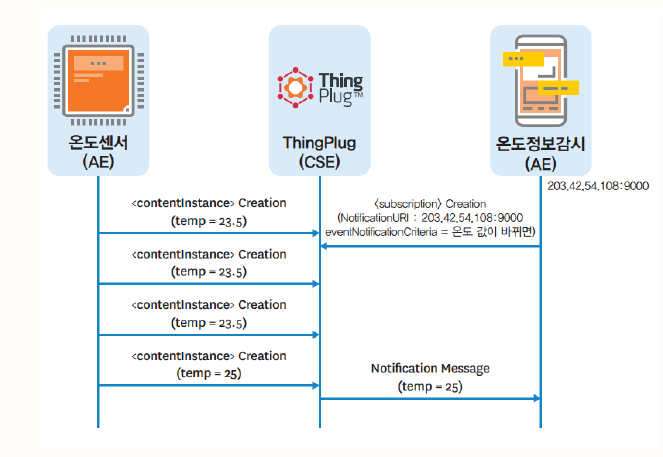 Thing
Plug™
온도센서
(AE)
ThingPlug
(CSE)
온도정보감시
(AE)
203.42.54.108:9000
<contentInstance> Creation
(temp = 23.5)
<subscription> Creation
(NotificationURI : 203.42.54.108:9000
eventNotificationCriteria = 온도 값이 바뀌면)
<contentInstance> Creation
(temp = 23.5)
<contentInstance> Creation
(temp = 23.5)
<contentInstance> Creation
(temp = 25)
Notification Message
(temp = 25)